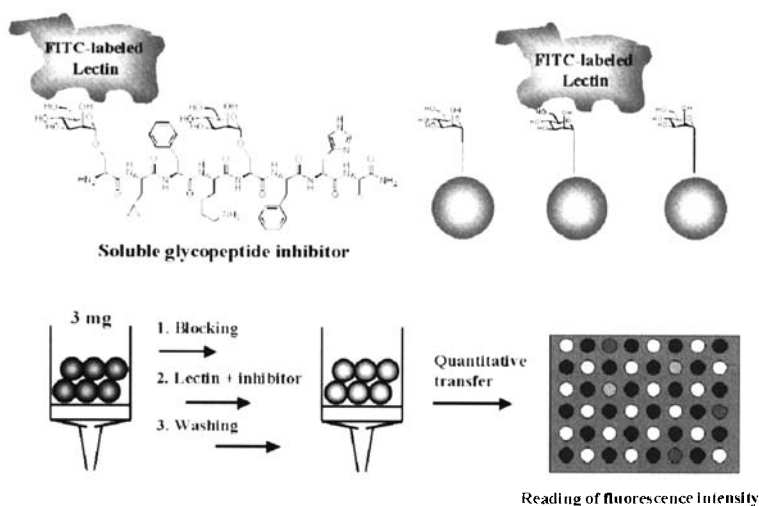 FITC-labeled
Lectin
FITC-labeled
Lectin
Soluble glycopeptide inhibitor
3 mg
1. Blocking
2. Lectin + inhibitor
3. Washing
Quantitative
transfer
Reading of fluorescence intensity